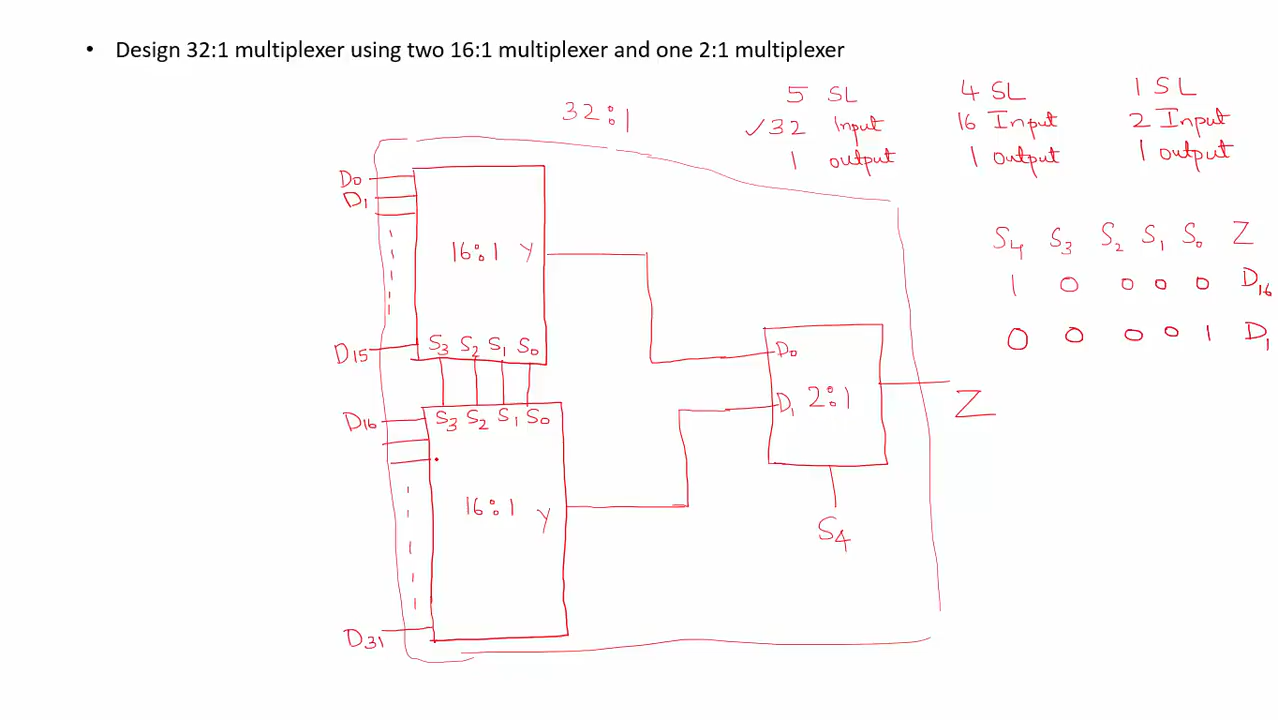 • Design 32:1 multiplexer using two 16:1 multiplexer and one 2:1 multiplexer
5 SL
✓32 Input
1 output
4 SL
16 Input
1 output
1 SL
2 Input
1 output
32:1
D0
D1
16:1 Y
D15
S3 S2 S1 S0
D16
S3 S2 S1 S0
16:1 Y
D31
D0
D1 2:1
S4
Z
S4 S3 S2 S1 S0 Z
1 0 0 0 0 D16
0 0 0 0 1 D1